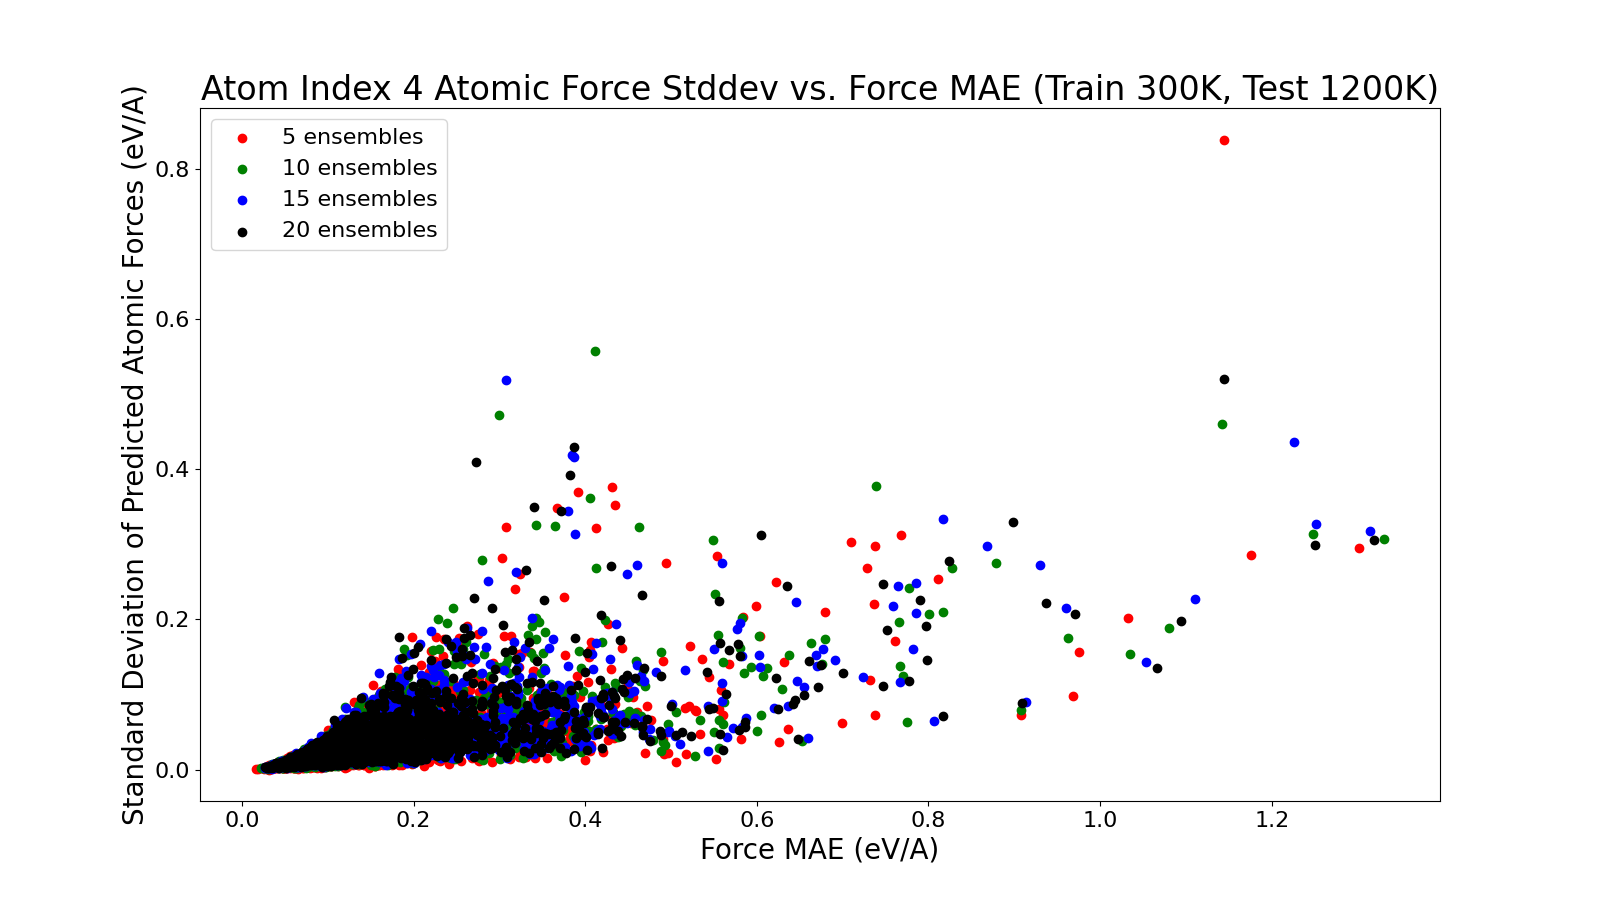 Atom Index 4 Atomic Force Stddev vs. Force MAE (Train 300K, Test 1200K)
5 ensembles
10 ensembles
15 ensembles
20 ensembles
Standard Deviation of Predicted Atomic Forces (eV/A)
0.8
0.6
0.4
0.2
0.0
0.0 0.2 0.4 0.6 0.8 1.0 1.2
Force MAE (eV/A)